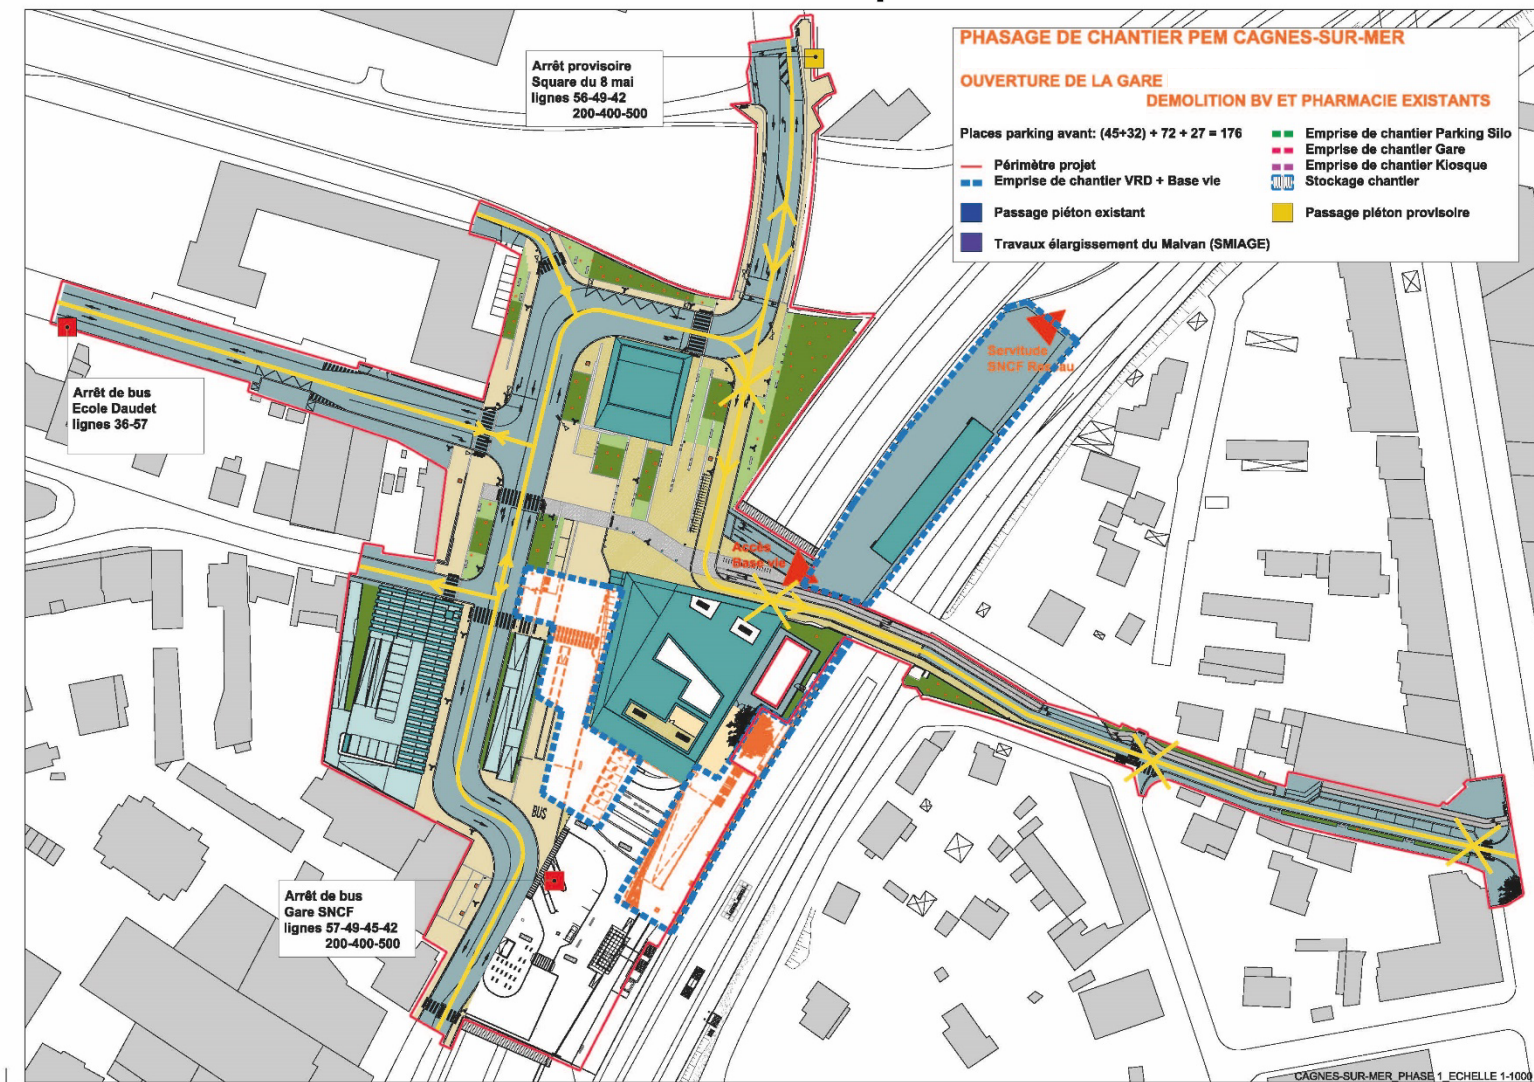 PHASAGE DE CHANTIER PEM CAGNES-SUR-MER
OUVERTURE DE LA GARE
DEMOLITION BV ET PHARMACIE EXISTANTS
Places parking avant: (45+32) + 72 + 27 = 176
Périmètre projet
Emprise de chantier VRD + Base vie
Passage piéton existant
Travaux élargissement du Malvan (SMIAGE)
Emprise de chantier Parking Silo
Emprise de chantier Gare
Emprise de chantier Kiosque
Stockage chantier
Passage piéton provisoire
Arrêt provisoire
Square du 8 mai
lignes 56-49-42
200-400-500
Servitude
SNCF
Arrêt de bus
Ecole Daudet
lignes 36-57
Accès
Base vie
BUS
Arrêt de bus
Gare SNCF
lignes 57-49-45-42
200-400-500
CAGNES-SUR-MER_PHASE 1_ECHELLE 1-1000